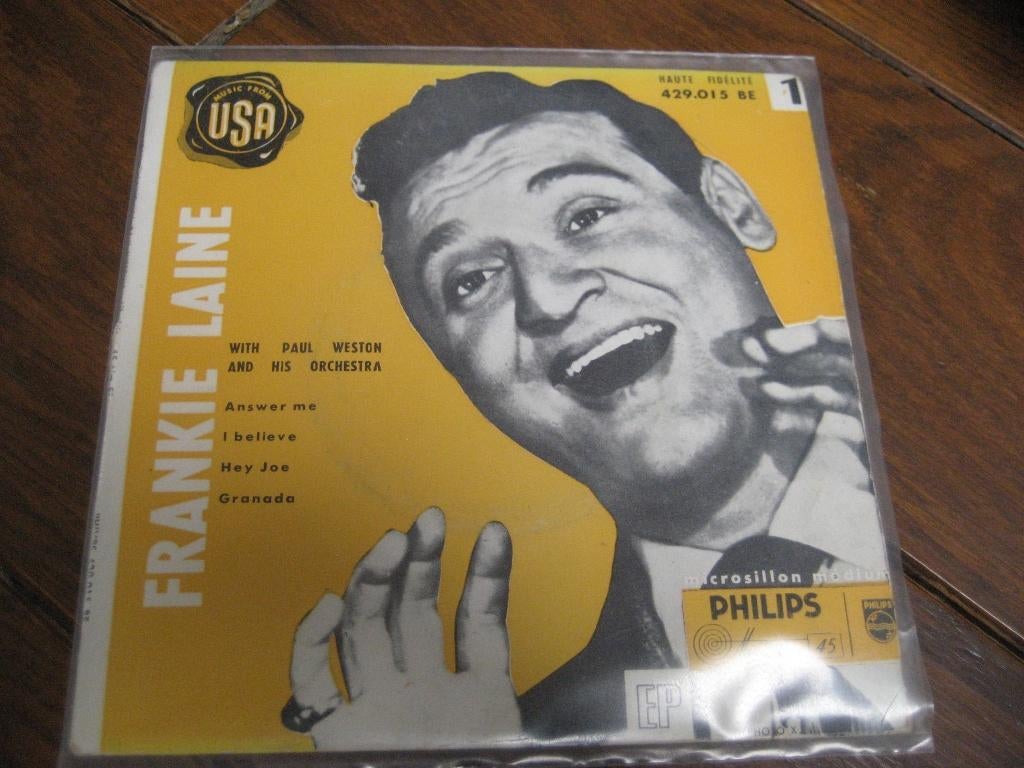 MUSIC FROM
USA
HAUTE FIDÉLITÉ
429.015 BE
1
FRANKIE LAINE
WITH PAUL WESTON
AND HIS ORCHESTRA
Answer me
I believe
Hey Joe
Granada
microsillon médium
PHILIPS
PHILIPS
45
EP